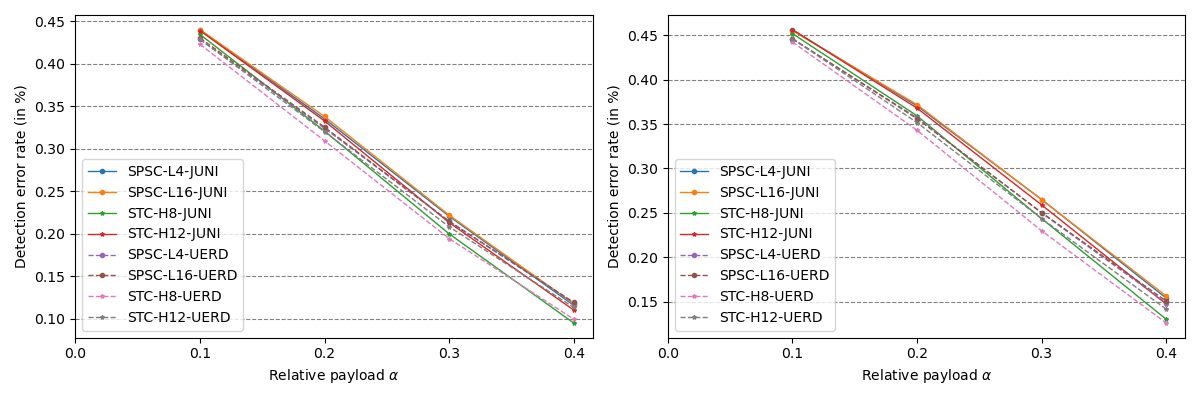 0.45
0.40
0.35
0.30
0.25
0.20
0.15
0.10
Detection error rate (in %)
SPSC-L4-JUNI
SPSC-L16-JUNI
STC-H8-JUNI
STC-H12-JUNI
SPSC-L4-UERD
SPSC-L16-UERD
STC-H8-UERD
STC-H12-UERD
0.0 0.1 0.2 0.3 0.4
Relative payload α
0.45
0.40
0.35
0.30
0.25
0.20
0.15
Detection error rate (in %)
SPSC-L4-JUNI
SPSC-L16-JUNI
STC-H8-JUNI
STC-H12-JUNI
SPSC-L4-UERD
SPSC-L16-UERD
STC-H8-UERD
STC-H12-UERD
0.0 0.1 0.2 0.3 0.4
Relative payload α